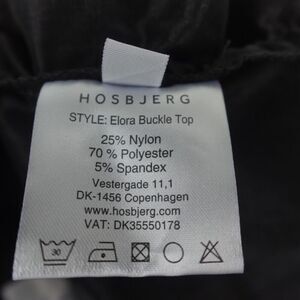 HOSBJERG
STYLE: Elora Buckle Top
25% Nylon
70 % Polyester
5% Spandex
Vestergade 11,1
DK-1456 Copenhagen
www.hosbjerg.com
VAT: DK35550178
30